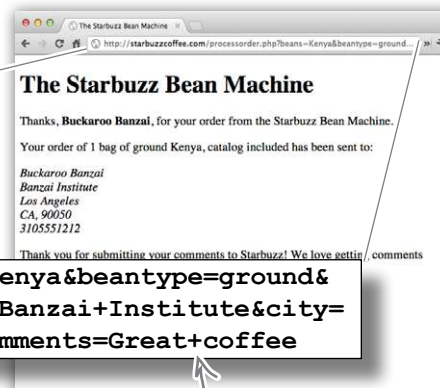 The Starbuzz Bean Machine
http://starbuzzcoffee.com/processorder.php?beans=Kenya&beantype=ground...
The Starbuzz Bean Machine
Thanks, Buckaroo Banzai, for your order from the Starbuzz Bean Machine.
Your order of 1 bag of ground Kenya, catalog included has been sent to:
Buckaroo Banzai
Banzai Institute
Los Angeles
CA, 90050
3105551212
Thank you for submitting your comments to Starbuzz! We love getting comments
enya&beantype=ground&
Banzai+Institute&city=
mments=Great+coffee